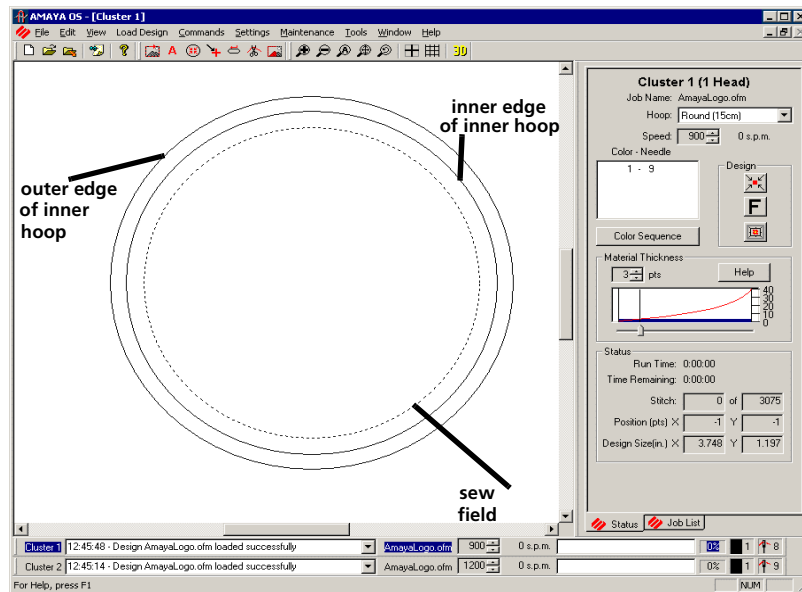 AMAYA OS - [Cluster 1]
File Edit View Load Design Commands Settings Maintenance Tools Window Help
A 3D
inner edge
of inner hoop
outer edge
of inner
hoop
sew
field
Cluster 1 (1 Head)
Job Name: AmayaLogo.ofm
Hoop: Round (15cm)
Speed: 900 0 s.p.m.
Color - Needle
1 - 9
Design
F
Color Sequence
Material Thickness
3 pts Help
40
30
20
10
0
Status
Run Time: 0:00:00
Time Remaining: 0:00:00
Stitch: 0 of 3075
Position (pts) X -1 Y -1
Design Size(in.) X 3.748 Y 1.197
Status Job List
Cluster 1 12:45:48 - Design AmayaLogo.ofm loaded successfully AmayaLogo.ofm 900 0 s.p.m. 0% 1 8
Cluster 2 12:45:14 - Design AmayaLogo.ofm loaded successfully AmayaLogo.ofm 1200 0 s.p.m. 0% 1 9
For Help, press F1 NUM